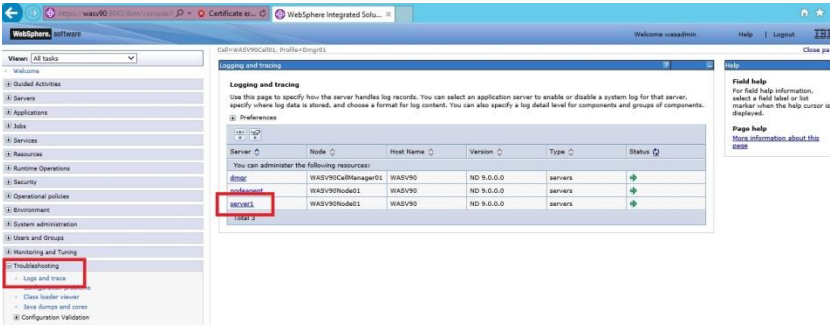 https://wasv90:9043/ibm/console/l
Certificate er...
WebSphere Integrated Solu...
WebSphere. software
Welcome wasadmin
Help | Logout
IBM
View: All tasks
Welcome
Guided Activities
Servers
Applications
Jobs
Services
Resources
Runtime Operations
Security
Operational policies
Environment
System administration
Users and Groups
Monitoring and Tuning
Troubleshooting
Logs and trace
Configuration problems
Class loader viewer
Java dumps and cores
Configuration Validation
Cell=WASV90Cell01, Profile=Dmgr01
Close pa
Logging and tracing
Logging and tracing
Use this page to specify how the server handles log records. You can select an application server to enable or disable a system log for that server,
specify where log data is stored, and choose a format for log content. You can also specify a log detail level for components and groups of components.
Preferences
Server Node Host Name Version Type Status
You can administer the following resources:
dmgr WASV90CellManager01 WASV90 ND 9.0.0.0 servers
nodeagent WASV90Node01 WASV90 ND 9.0.0.0 servers
server1 WASV90Node01 WASV90 ND 9.0.0.0 servers
Total 3
Help
Field help
For field help information,
select a field label or list
marker when the help cursor is
displayed.
Page help
More information about this
page